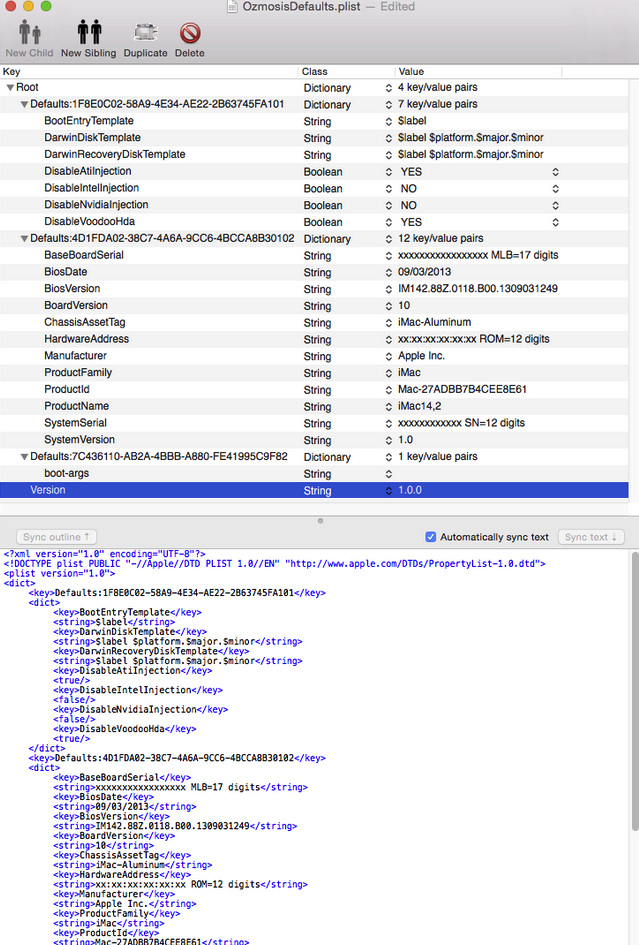 OzmosisDefaults.plist — Edited
New Child New Sibling Duplicate Delete
Key Class Value
Root Dictionary 4 key/value pairs
Defaults:1F8E0C02-58A9-4E34-AE22-2B63745FA101 Dictionary 7 key/value pairs
BootEntryTemplate String $label
DarwinDiskTemplate String $label $platform.$major.$minor
DarwinRecoveryDiskTemplate String $label $platform.$major.$minor
DisableAtiInjection Boolean YES
DisableIntelInjection Boolean NO
DisableNvidiaInjection Boolean NO
DisableVoodooHda Boolean YES
Defaults:4D1FDA02-38C7-4A6A-9CC6-4BCCA8B30102 Dictionary 12 key/value pairs
BaseBoardSerial String xxxxxxxxxxxxxxxxx MLB=17 digits
BiosDate String 09/03/2013
BiosVersion String IM142.88Z.0118.B00.1309031249
BoardVersion String 10
ChassisAssetTag String iMac-Aluminum
HardwareAddress String xx:xx:xx:xx:xx:xx ROM=12 digits
Manufacturer String Apple Inc.
ProductFamily String iMac
ProductId String Mac-27ADBB7B4CEE8E61
ProductName String iMac14,2
SystemSerial String xxxxxxxxxxxx SN=12 digits
SystemVersion String 1.0
Defaults:7C436110-AB2A-4BBB-A880-FE41995C9F82 Dictionary 1 key/value pairs
boot-args String
Version String 1.0.0
Sync outline ↑ Automatically sync text Sync text ↓
<?xml version="1.0" encoding="UTF-8"?>
<!DOCTYPE plist PUBLIC "-//Apple//DTD PLIST 1.0//EN" "http://www.apple.com/DTDs/PropertyList-1.0.dtd">
<plist version="1.0">
<dict>
<key>Defaults:1F8E0C02-58A9-4E34-AE22-2B63745FA101</key>
<dict>
<key>BootEntryTemplate</key>
<string>$label</string>
<key>DarwinDiskTemplate</key>
<string>$label $platform.$major.$minor</string>
<key>DarwinRecoveryDiskTemplate</key>
<string>$label $platform.$major.$minor</string>
<key>DisableAtiInjection</key>
<true/>
<key>DisableIntelInjection</key>
<false/>
<key>DisableNvidiaInjection</key>
<false/>
<key>DisableVoodooHda</key>
<true/>
</dict>
<key>Defaults:4D1FDA02-38C7-4A6A-9CC6-4BCCA8B30102</key>
<dict>
<key>BaseBoardSerial</key>
<string>xxxxxxxxxxxxxxxxx MLB=17 digits</string>
<key>BiosDate</key>
<string>09/03/2013</string>
<key>BiosVersion</key>
<string>IM142.88Z.0118.B00.1309031249</string>
<key>BoardVersion</key>
<string>10</string>
<key>ChassisAssetTag</key>
<string>iMac-Aluminum</string>
<key>HardwareAddress</key>
<string>xx:xx:xx:xx:xx:xx ROM=12 digits</string>
<key>Manufacturer</key>
<string>Apple Inc.</string>
<key>ProductFamily</key>
<string>iMac</string>
<key>ProductId</key>
<string>Mac-27ADBB7B4CEE8E61</string>